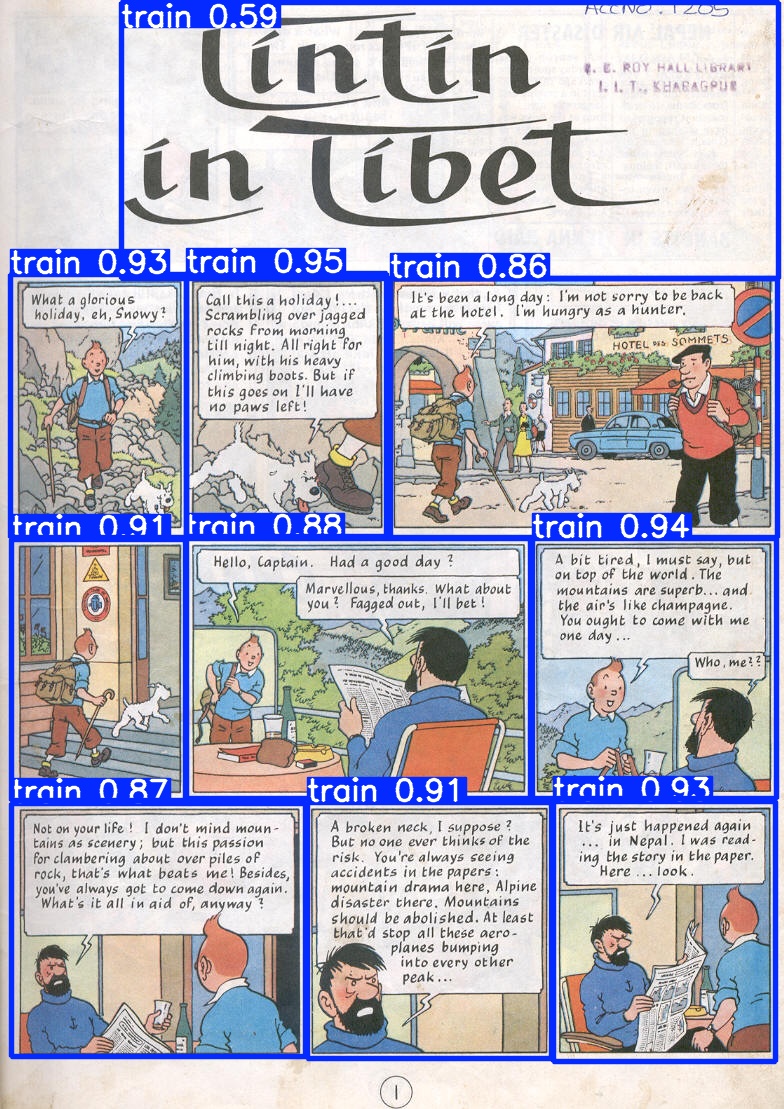 train 0.59
ACCNO. 1205
Tintin
in Tibet
R. E. ROY HALL LIBRARY
I. I. T., KHARAGPUR
train 0.93
What a glorious
holiday, eh, Snowy?
train 0.95
Call this a holiday!...
Scrambling over jagged
rocks from morning
till night. All right for
him, with his heavy
climbing boots. But if
this goes on I'll have
no paws left!
train 0.86
It's been a long day: I'm not sorry to be back
at the hotel. I'm hungry as a hunter.
HOTEL DES SOMMETS
train 0.91
train 0.88
Hello, Captain. Had a good day?
Marvellous, thanks. What about
you? Fagged out, I'll bet!
train 0.94
A bit tired, I must say, but
on top of the world. The
mountains are superb... and
the air's like champagne.
You ought to come with me
one day...
Who, me??
train 0.87
Not on your life! I don't mind moun-
tains as scenery; but this passion
for clambering about over piles of
rock, that's what beats me! Besides,
you've always got to come down again.
What's it all in aid of, anyway?
train 0.91
A broken neck, I suppose?
But no one ever thinks of the
risk. You're always seeing
accidents in the papers:
mountain drama here, Alpine
disaster there. Mountains
should be abolished. At least
that'd stop all these aero-
planes bumping
into every other
peak...
train 0.93
It's just happened again
... in Nepal. I was read-
ing the story in the paper.
Here ... look.
1